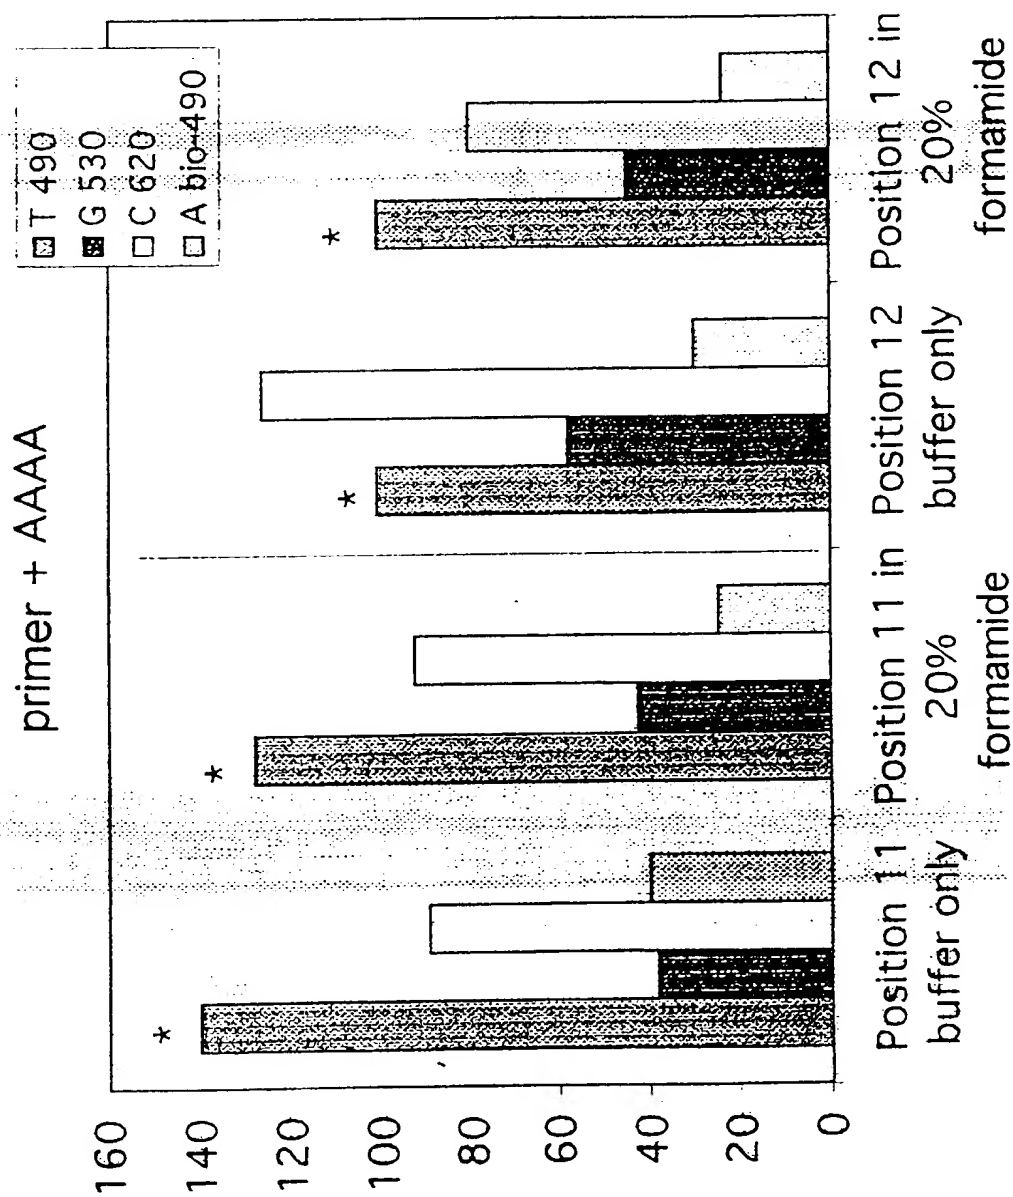 primer + AAAA
T 490
G 530
C 620
A bio-490
160
140
120
100
80
60
40
20
0
*
*
*
*
Position 11
buffer only
Position 11 in
20%
formamide
Position 12
buffer only
Position 12 in
20%
formamide